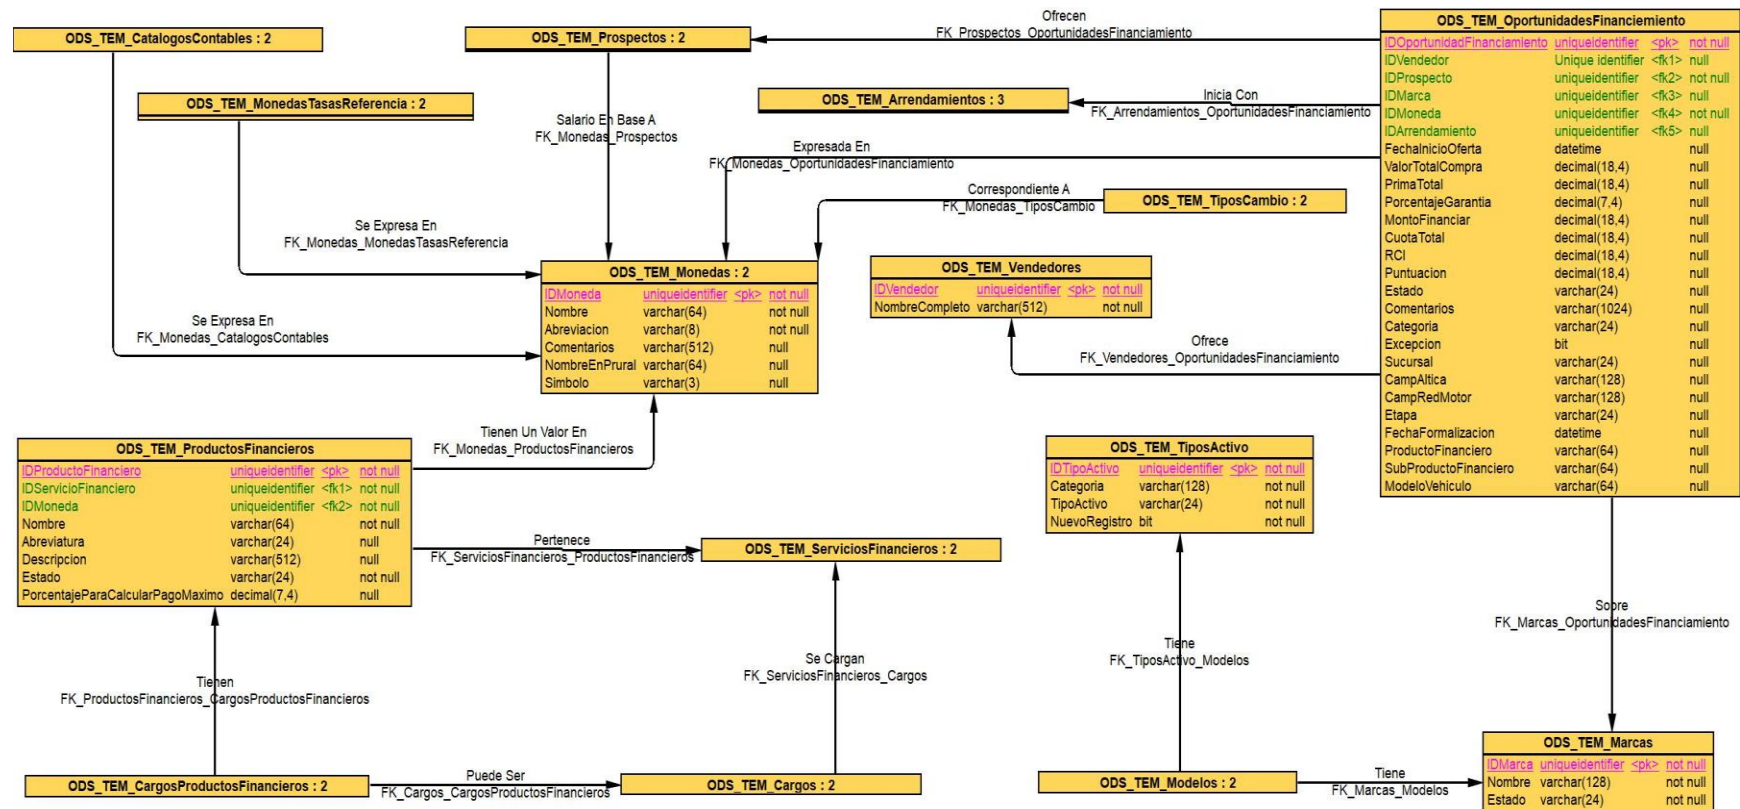 Ofrecen
FK_Prospectos_OportunidadesFinanciamiento
ODS_TEM_CatalogosContables : 2
ODS_TEM_Prospectos : 2
ODS_TEM_OportunidadesFinanciemiento
IDOportunidadFinanciamiento uniqueidentifier <pk> not null
IDVendedor Unique identifier <fk1> null
IDProspecto uniqueidentifier <fk2> not null
IDMarca uniqueidentifier <fk3> null
IDMoneda uniqueidentifier <fk4> not null
IDArrendamiento uniqueidentifier <fk5> null
FechaInicioOferta datetime null
ValorTotalCompra decimal(18,4) null
PrimaTotal decimal(18,4) null
PorcentajeGarantia decimal(7,4) null
MontoFinanciar decimal(18,4) null
CuotaTotal decimal(18,4) null
RCI decimal(18,4) null
Puntuacion decimal(18,4) null
Estado varchar(24) null
Comentarios varchar(1024) null
Categoria varchar(24) null
Excepcion bit null
Sucursal varchar(24) null
CampAltica varchar(128) null
CampRedMotor varchar(128) null
Etapa varchar(24) null
FechaFormalizacion datetime null
ProductoFinanciero varchar(64) null
SubProductoFinanciero varchar(64) null
ModeloVehiculo varchar(64) null
ODS_TEM_MonedasTasasReferencia : 2
ODS_TEM_Arrendamientos : 3
Inicia Con
FK_Arrendamientos_OportunidadesFinanciamiento
Salario En Base A
FK_Monedas_Prospectos
Expresada En
FK_Monedas_OportunidadesFinanciamiento
Correspondiente A
FK_Monedas_TiposCambio
ODS_TEM_TiposCambio : 2
Se Expresa En
FK_Monedas_MonedasTasasReferencia
ODS_TEM_Monedas : 2
IDMoneda uniqueidentifier <pk> not null
Nombre varchar(64) not null
Abreviacion varchar(8) not null
Comentarios varchar(512) null
NombreEnPrural varchar(64) null
Simbolo varchar(3) null
ODS_TEM_Vendedores
IDVendedor uniqueidentifier <pk> not null
NombreCompleto varchar(512) not null
Se Expresa En
FK_Monedas_CatalogosContables
Ofrece
FK_Vendedores_OportunidadesFinanciamiento
Tienen Un Valor En
FK_Monedas_ProductosFinancieros
ODS_TEM_ProductosFinancieros
IDProductoFinanciero uniqueidentifier <pk> not null
IDServicioFinanciero uniqueidentifier <fk1> not null
IDMoneda uniqueidentifier <fk2> not null
Nombre varchar(64) not null
Abreviatura varchar(24) null
Descripcion varchar(512) null
Estado varchar(24) not null
PorcentajeParaCalcularPagoMaximo decimal(7,4) null
ODS_TEM_TiposActivo
IDTipoActivo uniqueidentifier <pk> not null
Categoria varchar(128) not null
TipoActivo varchar(24) not null
NuevoRegistro bit not null
Pertenece
FK_ServiciosFinancieros_ProductosFinancieros
ODS_TEM_ServiciosFinancieros : 2
Sobre
FK_Marcas_OportunidadesFinanciamiento
Tiene
FK_TiposActivo_Modelos
Se Cargan
FK_ServiciosFinancieros_Cargos
Tienen
FK_ProductosFinancieros_CargosProductosFinancieros
ODS_TEM_CargosProductosFinancieros : 2
Puede Ser
FK_Cargos_CargosProductosFinancieros
ODS_TEM_Cargos : 2
ODS_TEM_Modelos : 2
Tiene
FK_Marcas_Modelos
ODS_TEM_Marcas
IDMarca uniqueidentifier <pk> not null
Nombre varchar(128) not null
Estado varchar(24) not null